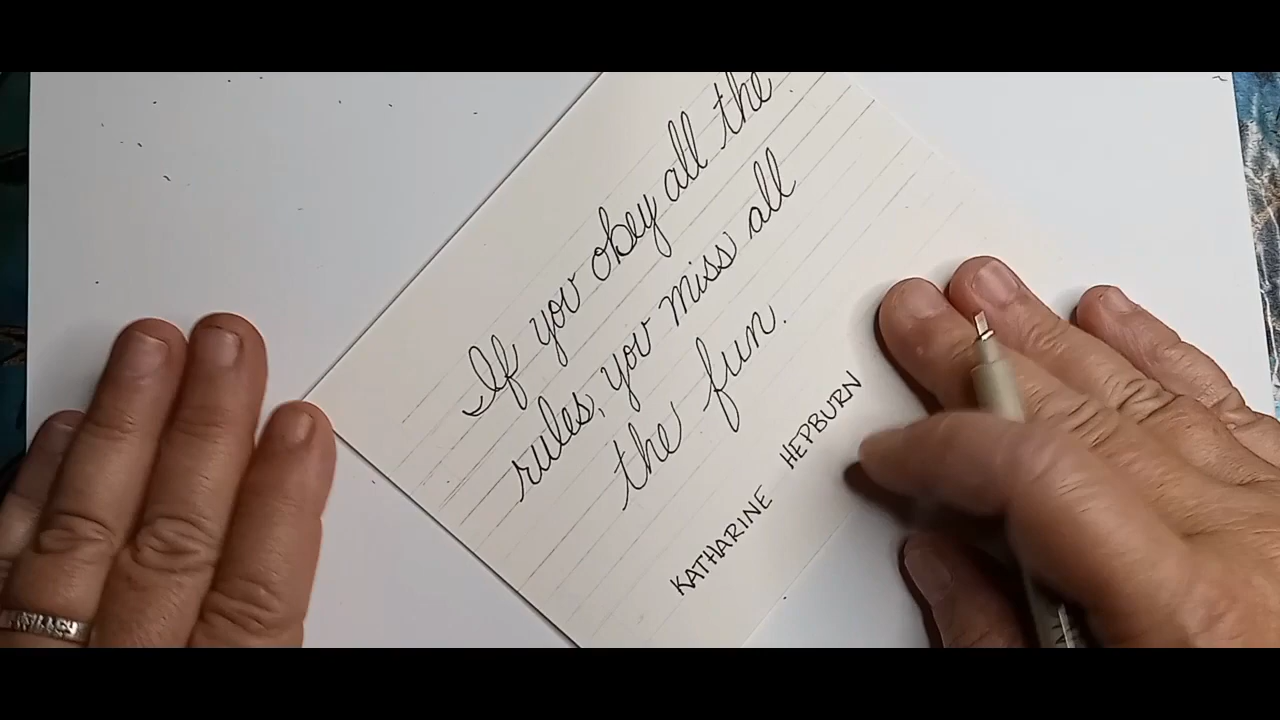 If you obey all the
rules, you miss all
the fun.
KATHARINE HEPBURN